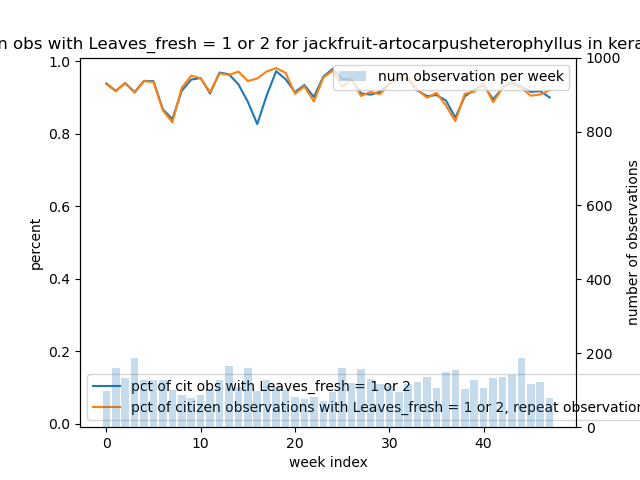 n obs with Leaves_fresh = 1 or 2 for jackfruit-artocarpusheterophyllus in kera
num observation per week
1.0
0.8
0.6
0.4
0.2
0.0
percent
1000
800
600
400
200
0
number of observations
pct of cit obs with Leaves_fresh = 1 or 2
pct of citizen observations with Leaves_fresh = 1 or 2, repeat observation
0 10 20 30 40
week index